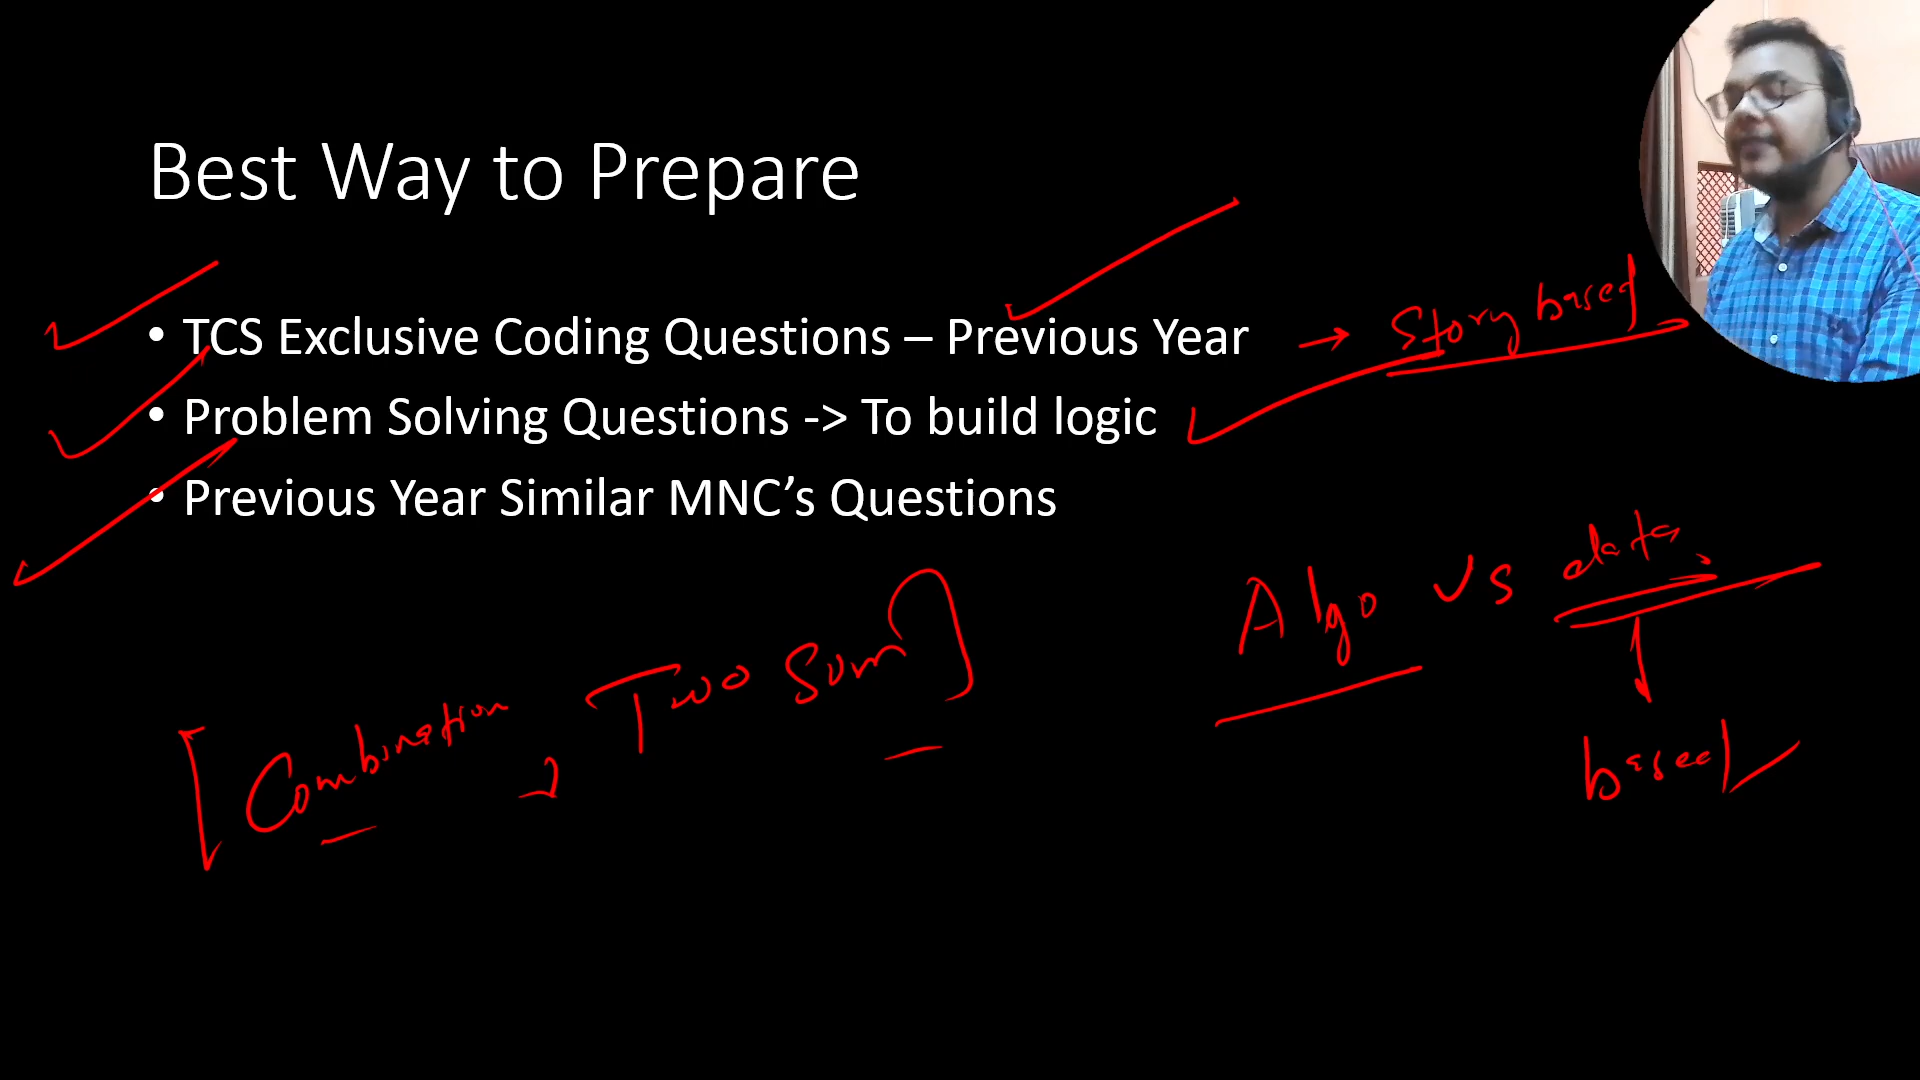 Best Way to Prepare
• TCS Exclusive Coding Questions – Previous Year → Story based
• Problem Solving Questions -> To build logic
• Previous Year Similar MNC’s Questions
Algo vs data
based
[Combination, Two Sum]